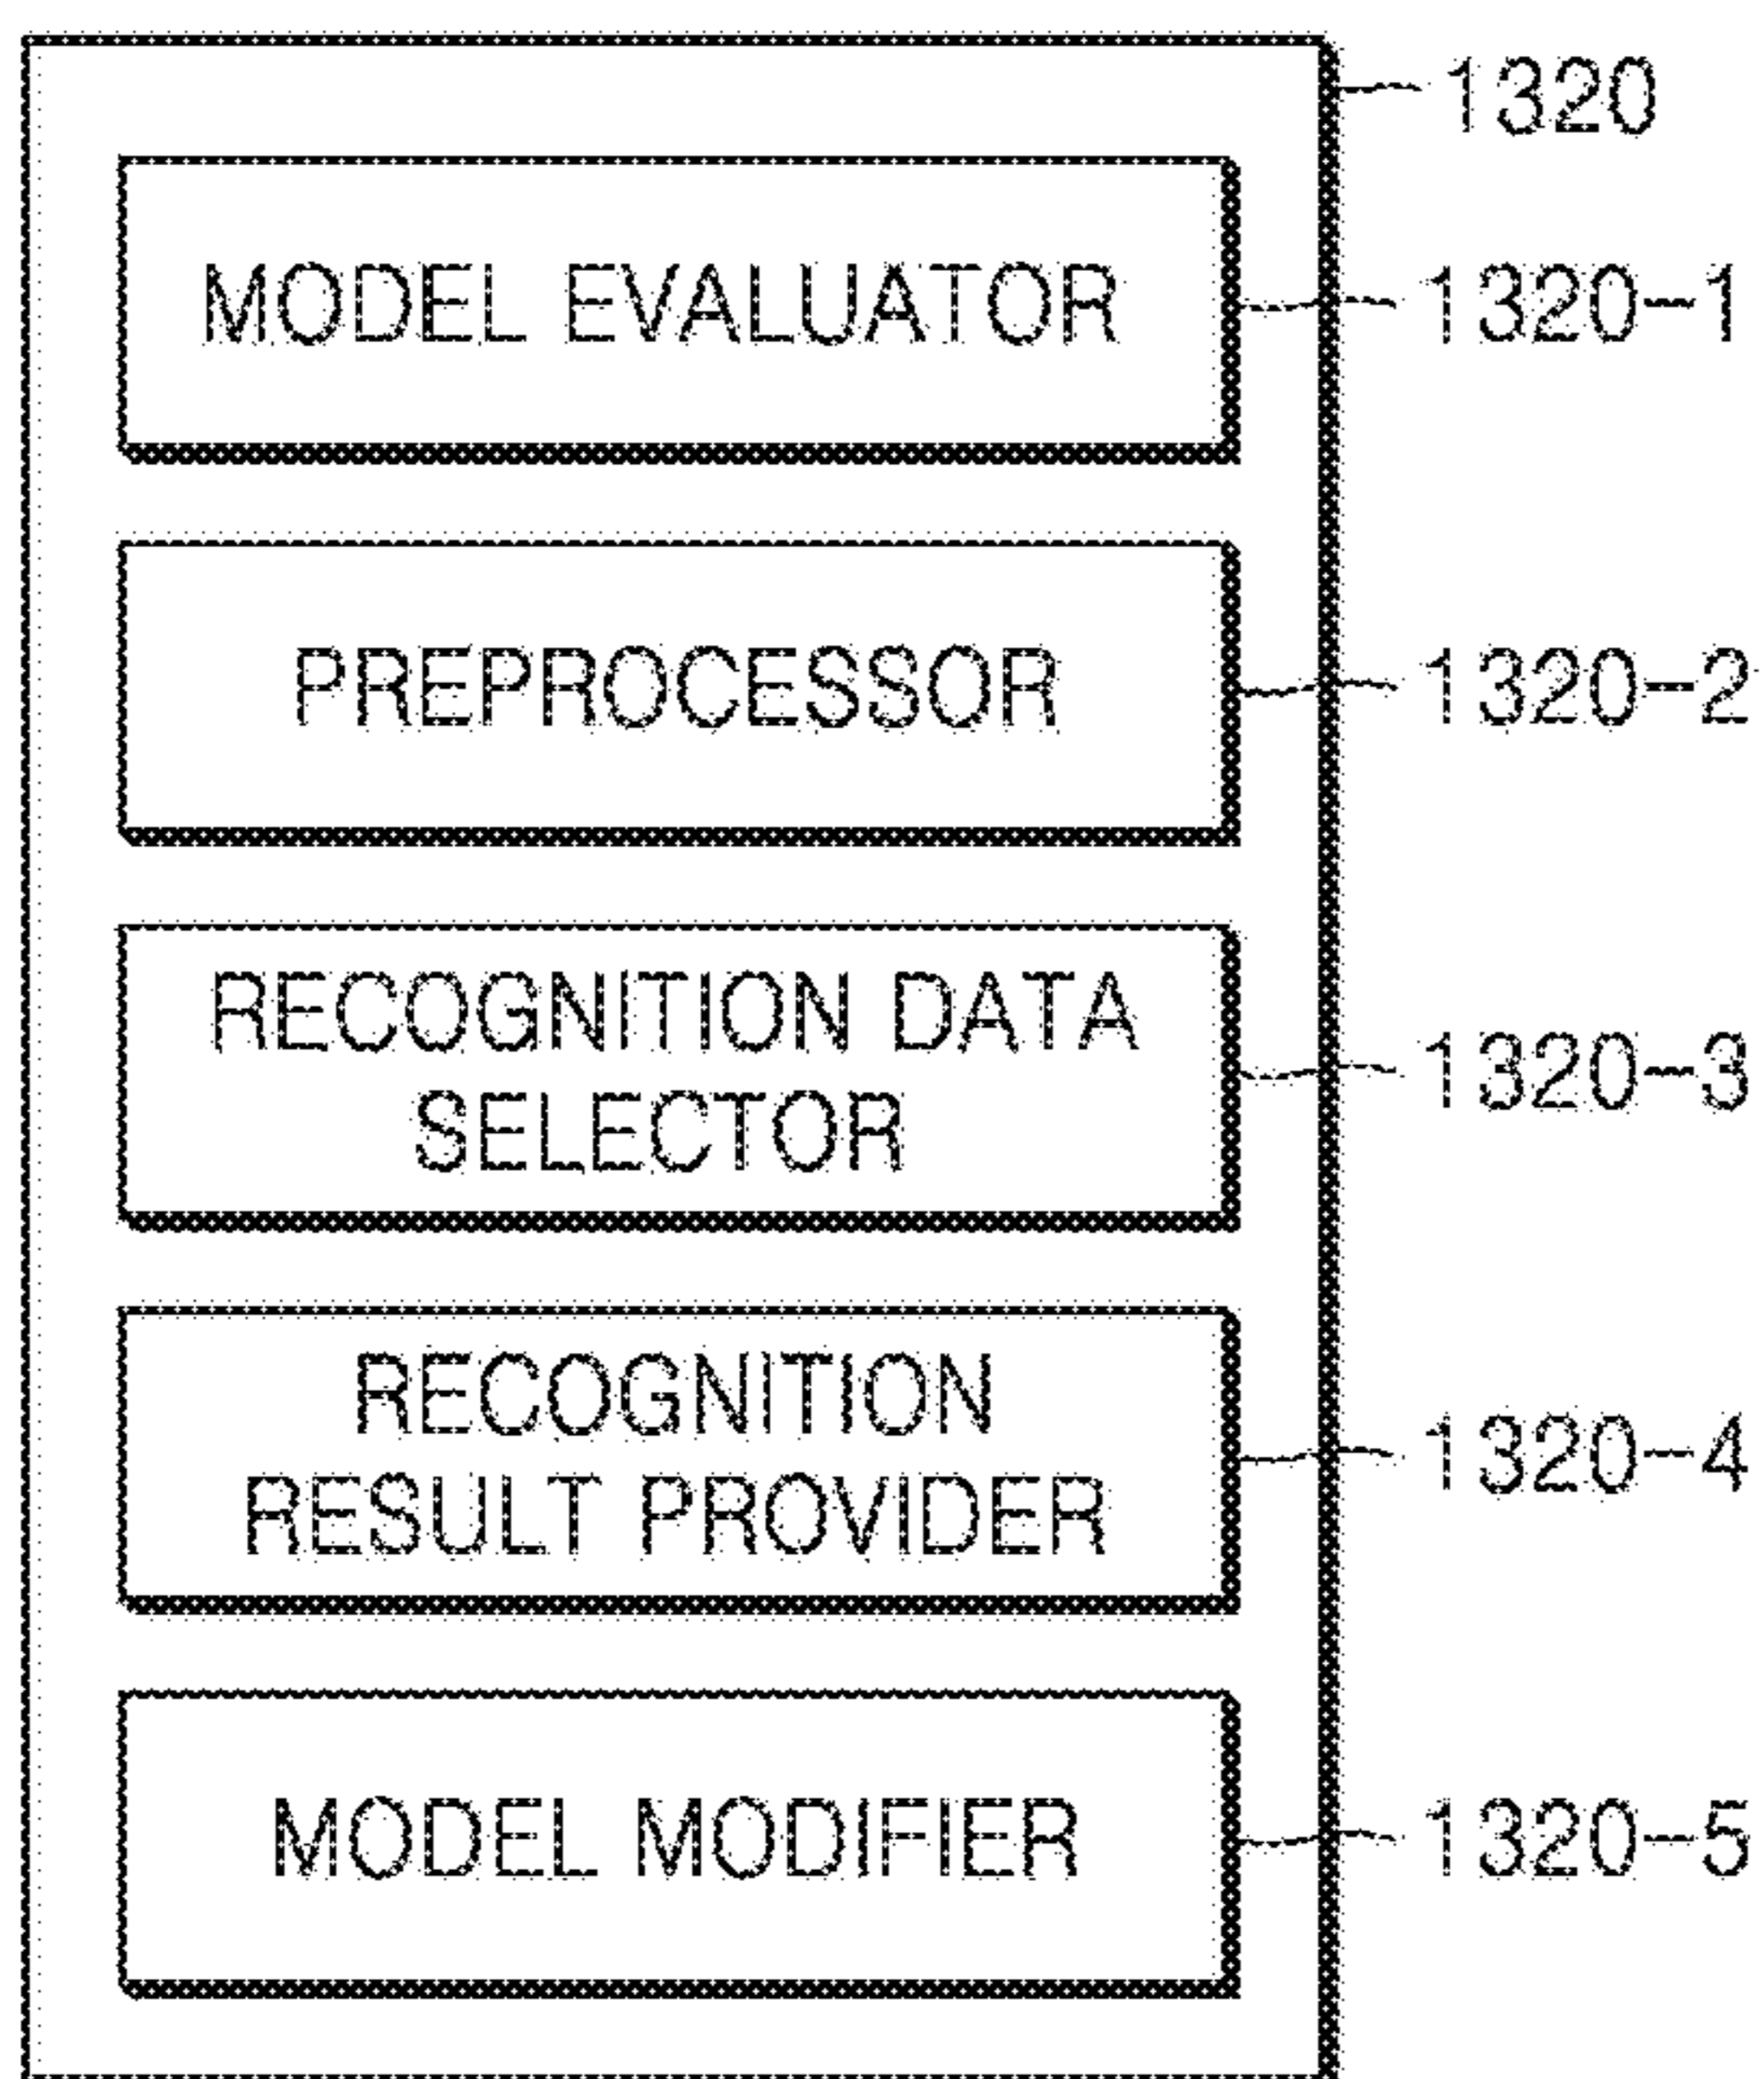 1320
MODEL EVALUATOR
1320-1
PREPROCESSOR
1320-2
RECOGNITION DATA
SELECTOR
1320-3
RECOGNITION
RESULT PROVIDER
1320-4
MODEL MODIFIER
1320-5